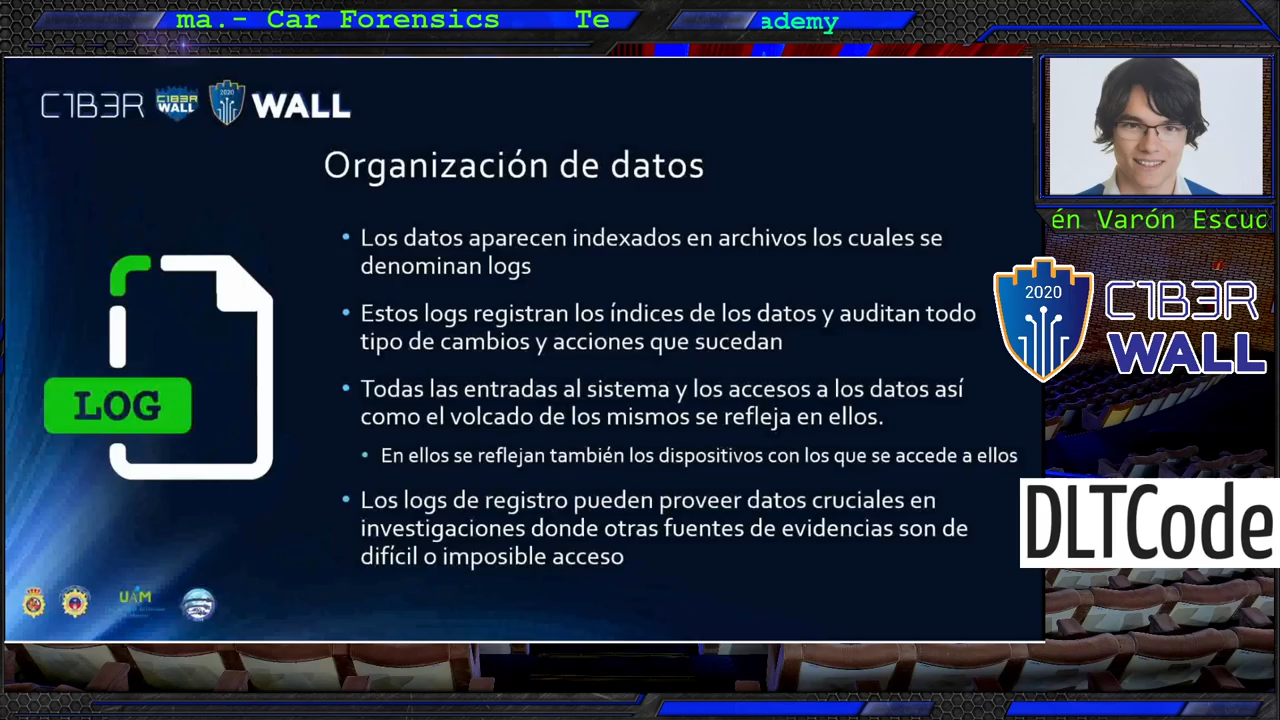 ma.- Car Forensics Te
ademy
C1B3R
C1B3R
WALL
2020
WALL
Organización de datos
• Los datos aparecen indexados en archivos los cuales se
denominan logs
• Estos logs registran los índices de los datos y auditan todo
tipo de cambios y acciones que sucedan
• Todas las entradas al sistema y los accesos a los datos así
como el volcado de los mismos se refleja en ellos.
• En ellos se reflejan también los dispositivos con los que se accede a ellos
• Los logs de registro pueden proveer datos cruciales en
investigaciones donde otras fuentes de evidencias son de
difícil o imposible acceso
LOG
UAM
én Varón Escuc
2020
C1B3R
WALL
DLTCode